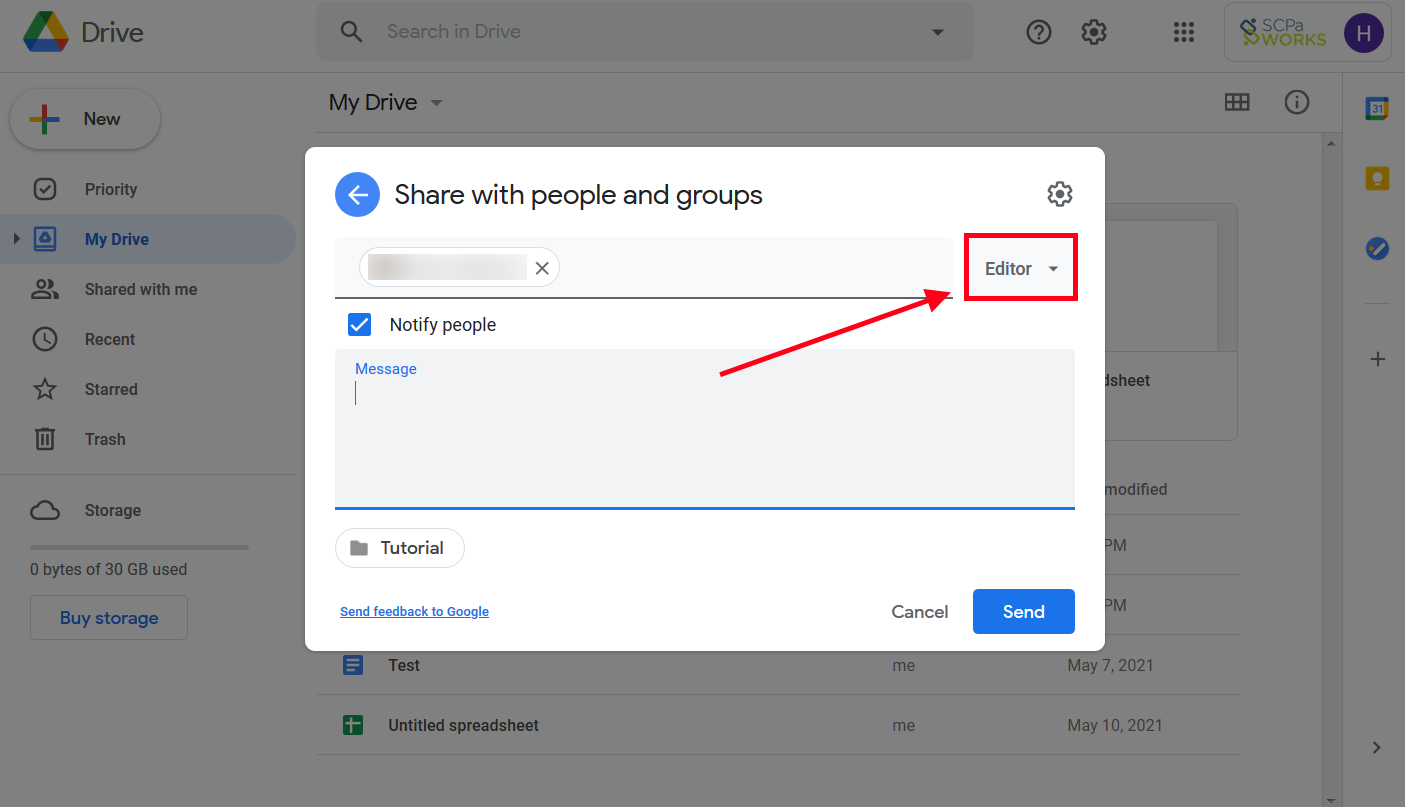 Drive
Search in Drive
SCPa
WORKS
H
New
My Drive
31
Priority
My Drive
Shared with me
Recent
Starred
Trash
Storage
0 bytes of 30 GB used
Buy storage
Share with people and groups
Editor
Notify people
Message
Tutorial
Send feedback to Google
Cancel
Send
dsheet
modified
PM
PM
Test me May 7, 2021
Untitled spreadsheet me May 10, 2021